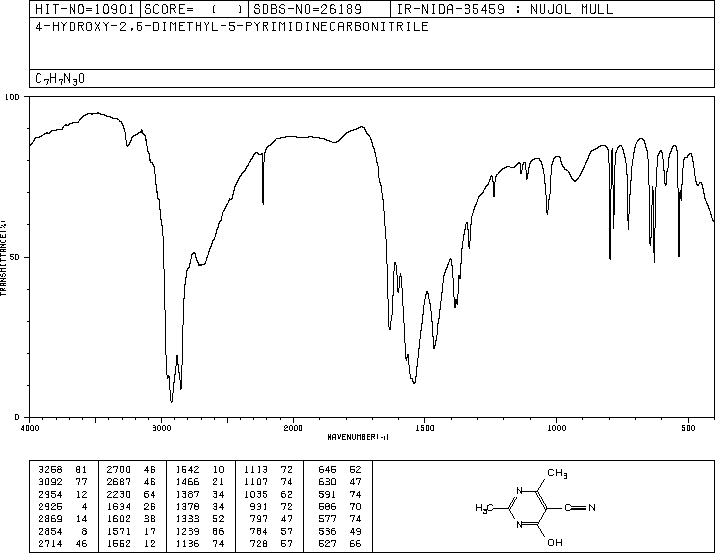 HIT-NO=10901 SCORE= ( ) SDBS-NO=26189 IR-NIDA-35459 : NUJOL MULL
4-HYDROXY-2,6-DIMETHYL-5-PYRIMIDINECARBONITRILE
C7H7N3O
100
50
0
TRANSMITTANCE(%)
4000 3000 2000 1500 1000 500
WAVENUMBER(-1)
3268 81 2700 46 1542 10 1113 72 645 52
3092 77 2687 46 1466 21 1107 74 630 47
2954 12 2230 64 1387 34 1035 62 591 74
2925 4 1634 26 1378 34 931 72 586 70
2869 14 1602 38 1333 52 797 47 577 74
2854 8 1571 17 1239 66 784 57 536 49
2714 46 1552 12 1136 74 728 57 527 66
CH3
N
H3C
N
C
N
OH